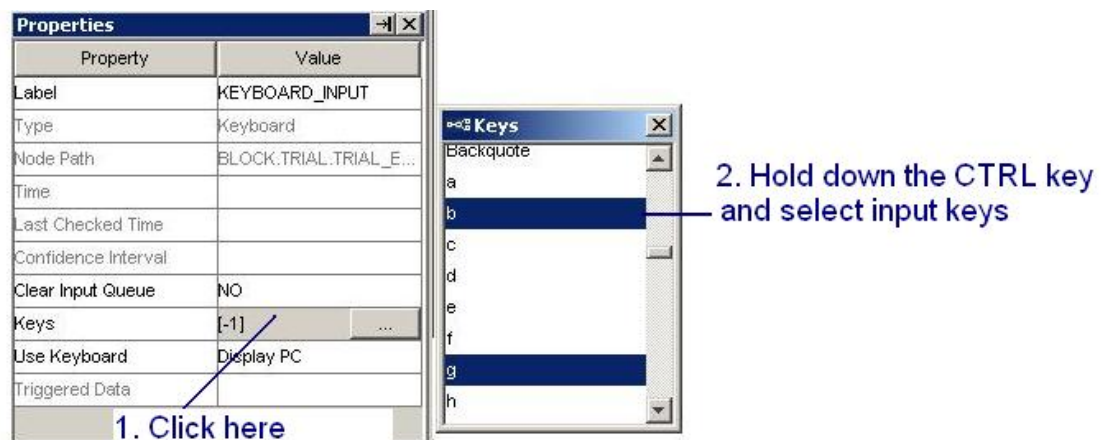 Properties
Property Value
Label KEYBOARD_INPUT
Type Keyboard
Node Path BLOCK.TRIAL.TRIAL_E...
Time
Last Checked Time
Confidence Interval
Clear Input Queue NO
Keys [-1] ...
Use Keyboard Display PC
Triggered Data
1. Click here
Keys
Backquote
a
b
c
d
e
f
g
h
2. Hold down the CTRL key
and select input keys